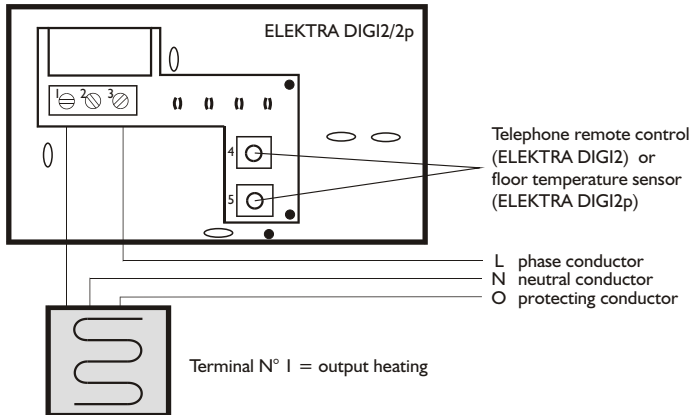 ELEKTRA DIGI2/2p
1 2 3
4
5
Telephone remote control
(ELEKTRA DIGI2) or
floor temperature sensor
(ELEKTRA DIGI2p)
L phase conductor
N neutral conductor
O protecting conductor
Terminal N° 1 = output heating